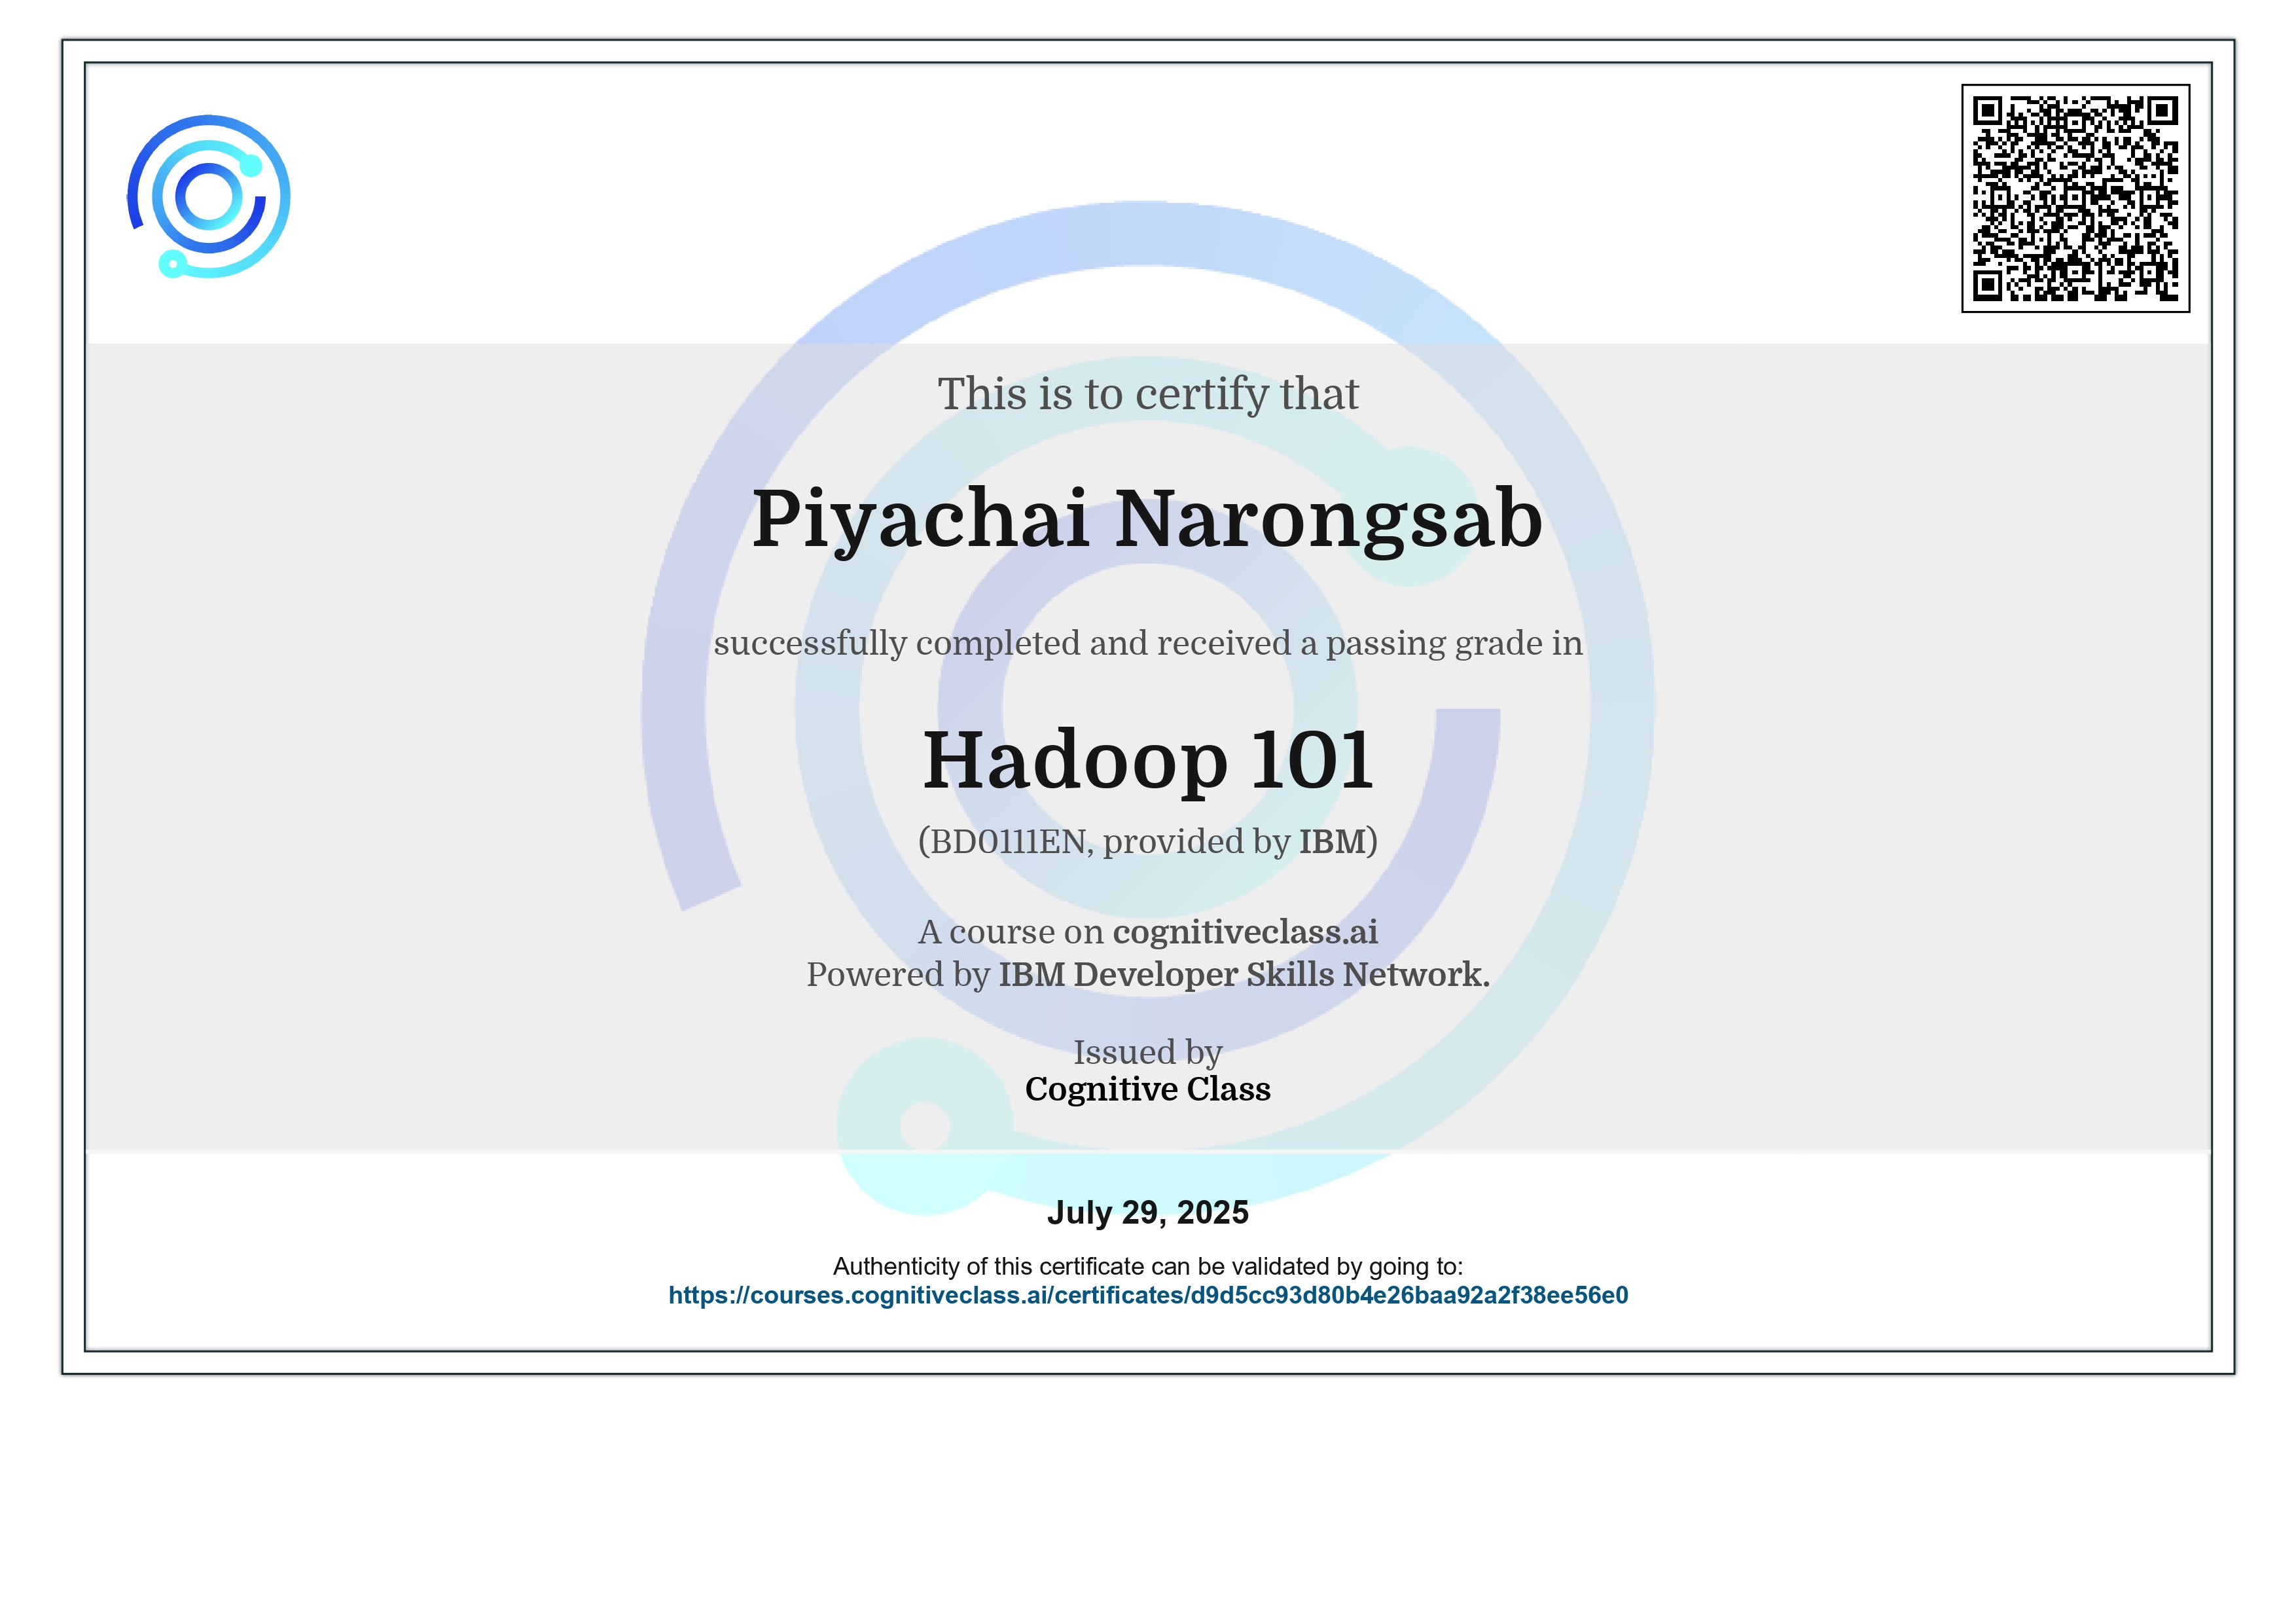 This is to certify that
Piyachai Narongsab
successfully completed and received a passing grade in
Hadoop 101
(BD0111EN, provided by IBM)
A course on cognitiveclass.ai
Powered by IBM Developer Skills Network.
Issued by
Cognitive Class
July 29, 2025
Authenticity of this certificate can be validated by going to:
https://courses.cognitiveclass.ai/certificates/d9d5cc93d80b4e26baa92a2f38ee56e0